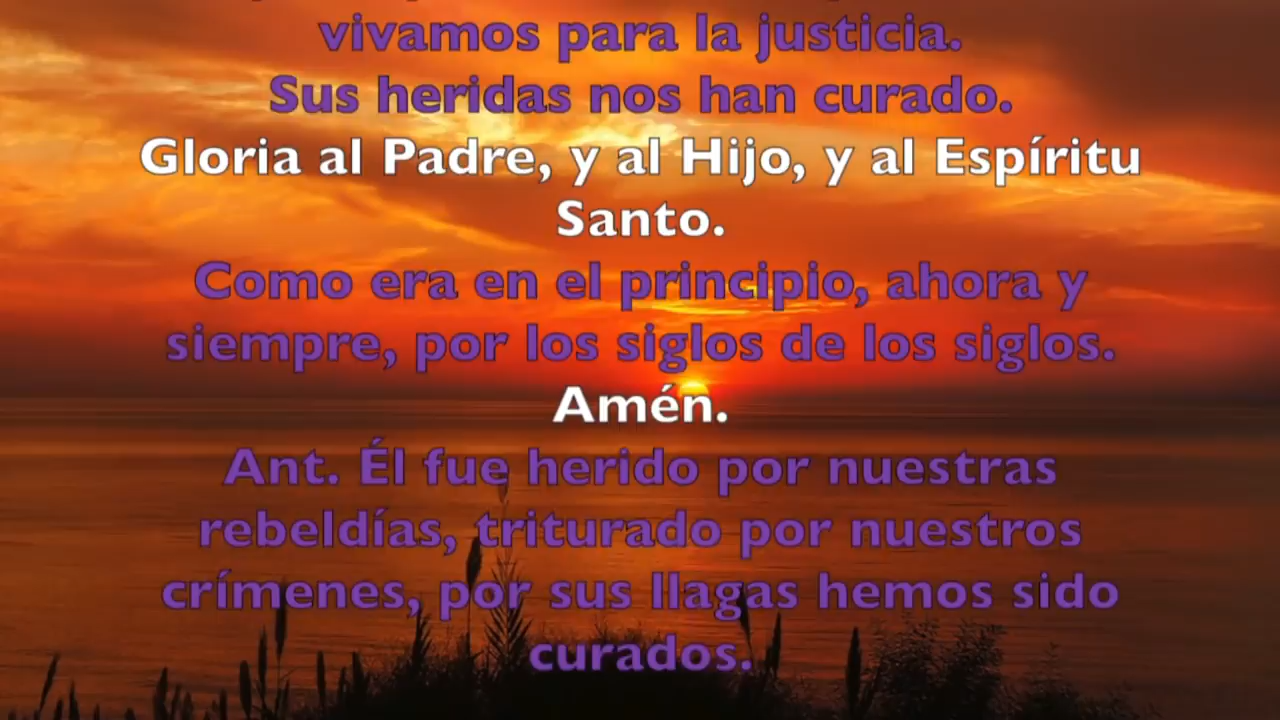 vivamos para la justicia.
Sus heridas nos han curado.
Gloria al Padre, y al Hijo, y al Espíritu
Santo.
Como era en el principio, ahora y
siempre, por los siglos de los siglos.
Amén.
Ant. Él fue herido por nuestras
rebeldías, triturado por nuestros
crímenes, por sus llagas hemos sido
curados.